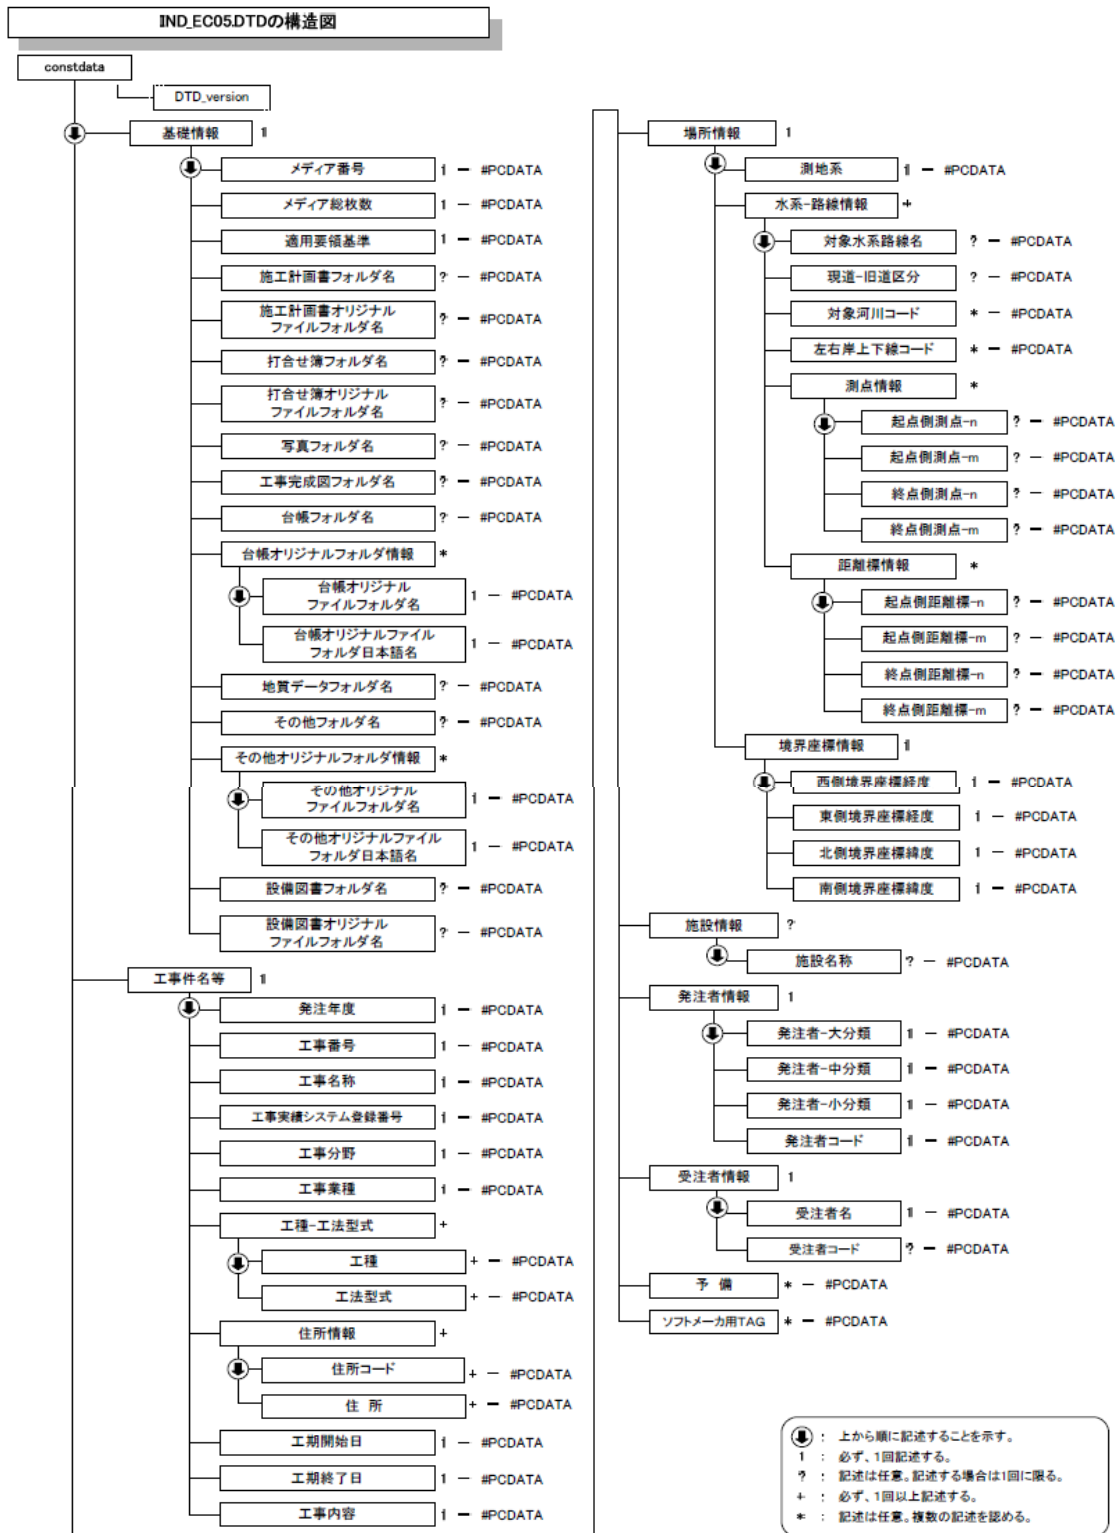 IND_EC05.DTDの構造図
constdata
DTD_version
基礎情報 1
メディア番号 1 − #PCDATA
メディア総枚数 1 − #PCDATA
適用要領基準 1 − #PCDATA
施工計画書フォルダ名 ? − #PCDATA
施工計画書オリジナル
ファイルフォルダ名 ? − #PCDATA
打合せ簿フォルダ名 ? − #PCDATA
打合せ簿オリジナル
ファイルフォルダ名 ? − #PCDATA
写真フォルダ名 ? − #PCDATA
工事完成図フォルダ名 ? − #PCDATA
台帳フォルダ名 ? − #PCDATA
台帳オリジナルフォルダ情報 *
台帳オリジナル
ファイルフォルダ名 1 − #PCDATA
台帳オリジナルファイル
フォルダ日本語名 1 − #PCDATA
地質データフォルダ名 ? − #PCDATA
その他フォルダ名 ? − #PCDATA
その他オリジナルフォルダ情報 *
その他オリジナル
ファイルフォルダ名 1 − #PCDATA
その他オリジナルファイル
フォルダ日本語名 1 − #PCDATA
設備図書フォルダ名 ? − #PCDATA
設備図書オリジナル
ファイルフォルダ名 ? − #PCDATA
工事件名等 1
発注年度 1 − #PCDATA
工事番号 1 − #PCDATA
工事名称 1 − #PCDATA
工事実績システム登録番号 1 − #PCDATA
工事分野 1 − #PCDATA
工事業種 1 − #PCDATA
工種-工法型式 +
工種 + − #PCDATA
工法型式 + − #PCDATA
住所情報 +
住所コード + − #PCDATA
住 所 + − #PCDATA
工期開始日 1 − #PCDATA
工期終了日 1 − #PCDATA
工事内容 1 − #PCDATA
場所情報 1
測地系 1 − #PCDATA
水系-路線情報 +
対象水系路線名 ? − #PCDATA
現道-旧道区分 ? − #PCDATA
対象河川コード * − #PCDATA
左右岸上下線コード * − #PCDATA
測点情報 *
起点側測点-n ? − #PCDATA
起点側測点-m ? − #PCDATA
終点側測点-n ? − #PCDATA
終点側測点-m ? − #PCDATA
距離標情報 *
起点側距離標-n ? − #PCDATA
起点側距離標-m ? − #PCDATA
終点側距離標-n ? − #PCDATA
終点側距離標-m ? − #PCDATA
境界座標情報 1
西側境界座標経度 1 − #PCDATA
東側境界座標経度 1 − #PCDATA
北側境界座標緯度 1 − #PCDATA
南側境界座標緯度 1 − #PCDATA
施設情報 ?
施設名称 ? − #PCDATA
発注者情報 1
発注者-大分類 1 − #PCDATA
発注者-中分類 1 − #PCDATA
発注者-小分類 1 − #PCDATA
発注者コード 1 − #PCDATA
受注者情報 1
受注者名 1 − #PCDATA
受注者コード ? − #PCDATA
予 備 * − #PCDATA
ソフトメーカ用TAG * − #PCDATA
: 上から順に記述することを示す。
1 : 必ず、1回記述する。
? : 記述は任意。記述する場合は1回に限る。
+ : 必ず、1回以上記述する。
* : 記述は任意。複数の記述を認める。